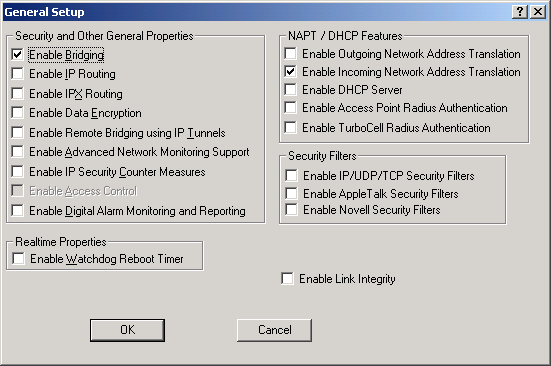 General Setup
Security and Other General Properties
Enable Bridging
Enable IP Routing
Enable IPX Routing
Enable Data Encryption
Enable Remote Bridging using IP Tunnels
Enable Advanced Network Monitoring Support
Enable IP Security Counter Measures
Enable Access Control
Enable Digital Alarm Monitoring and Reporting
Realtime Properties
Enable Watchdog Reboot Timer
NAPT / DHCP Features
Enable Outgoing Network Address Translation
Enable Incoming Network Address Translation
Enable DHCP Server
Enable Access Point Radius Authentication
Enable TurboCell Radius Authentication
Security Filters
Enable IP/UDP/TCP Security Filters
Enable AppleTalk Security Filters
Enable Novell Security Filters
Enable Link Integrity
OK
Cancel